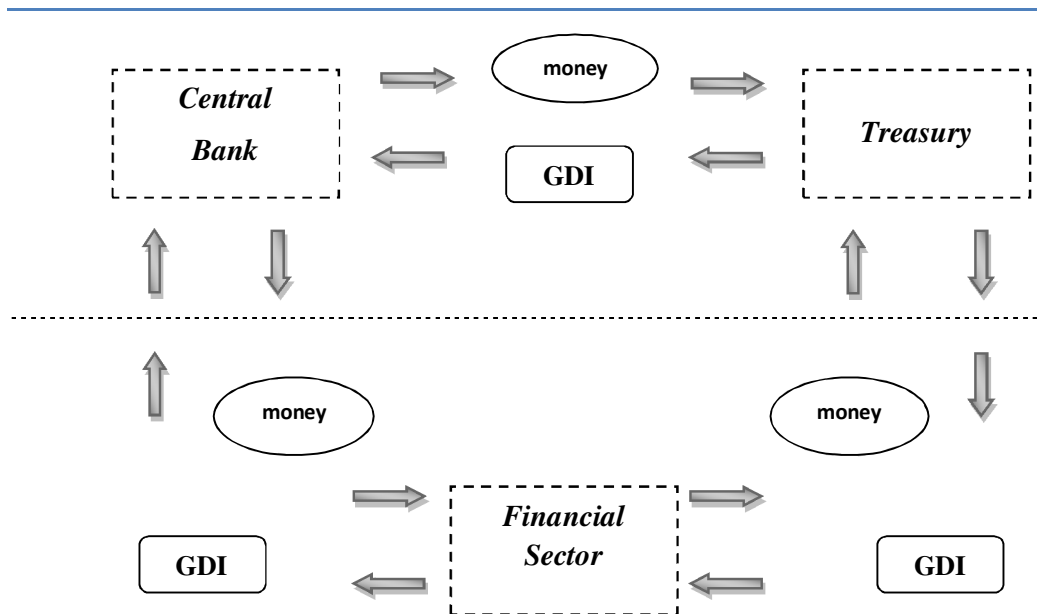 money
Central
Bank
Treasury
GDI
money
money
Financial
Sector
GDI
GDI